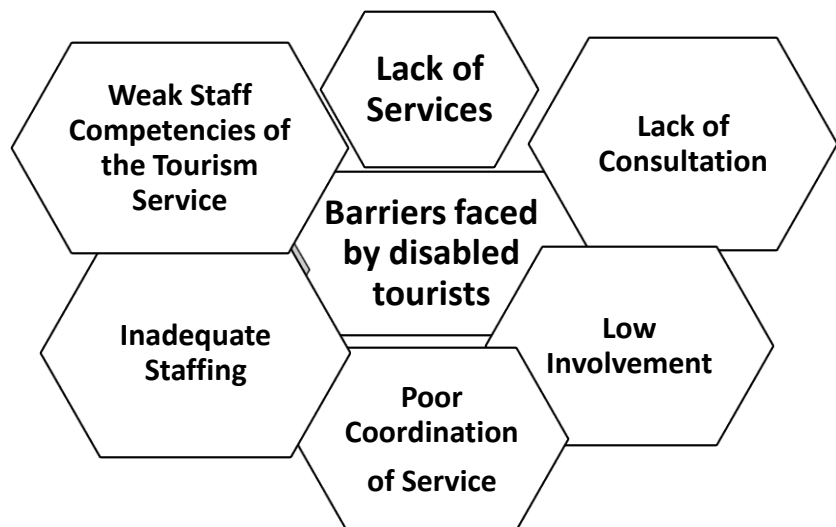 Lack of
Services
Weak Staff
Competencies of
the Tourism
Service
Lack of
Consultation
Barriers faced
by disabled
tourists
Inadequate
Staffing
Low
Involvement
Poor
Coordination
of Service